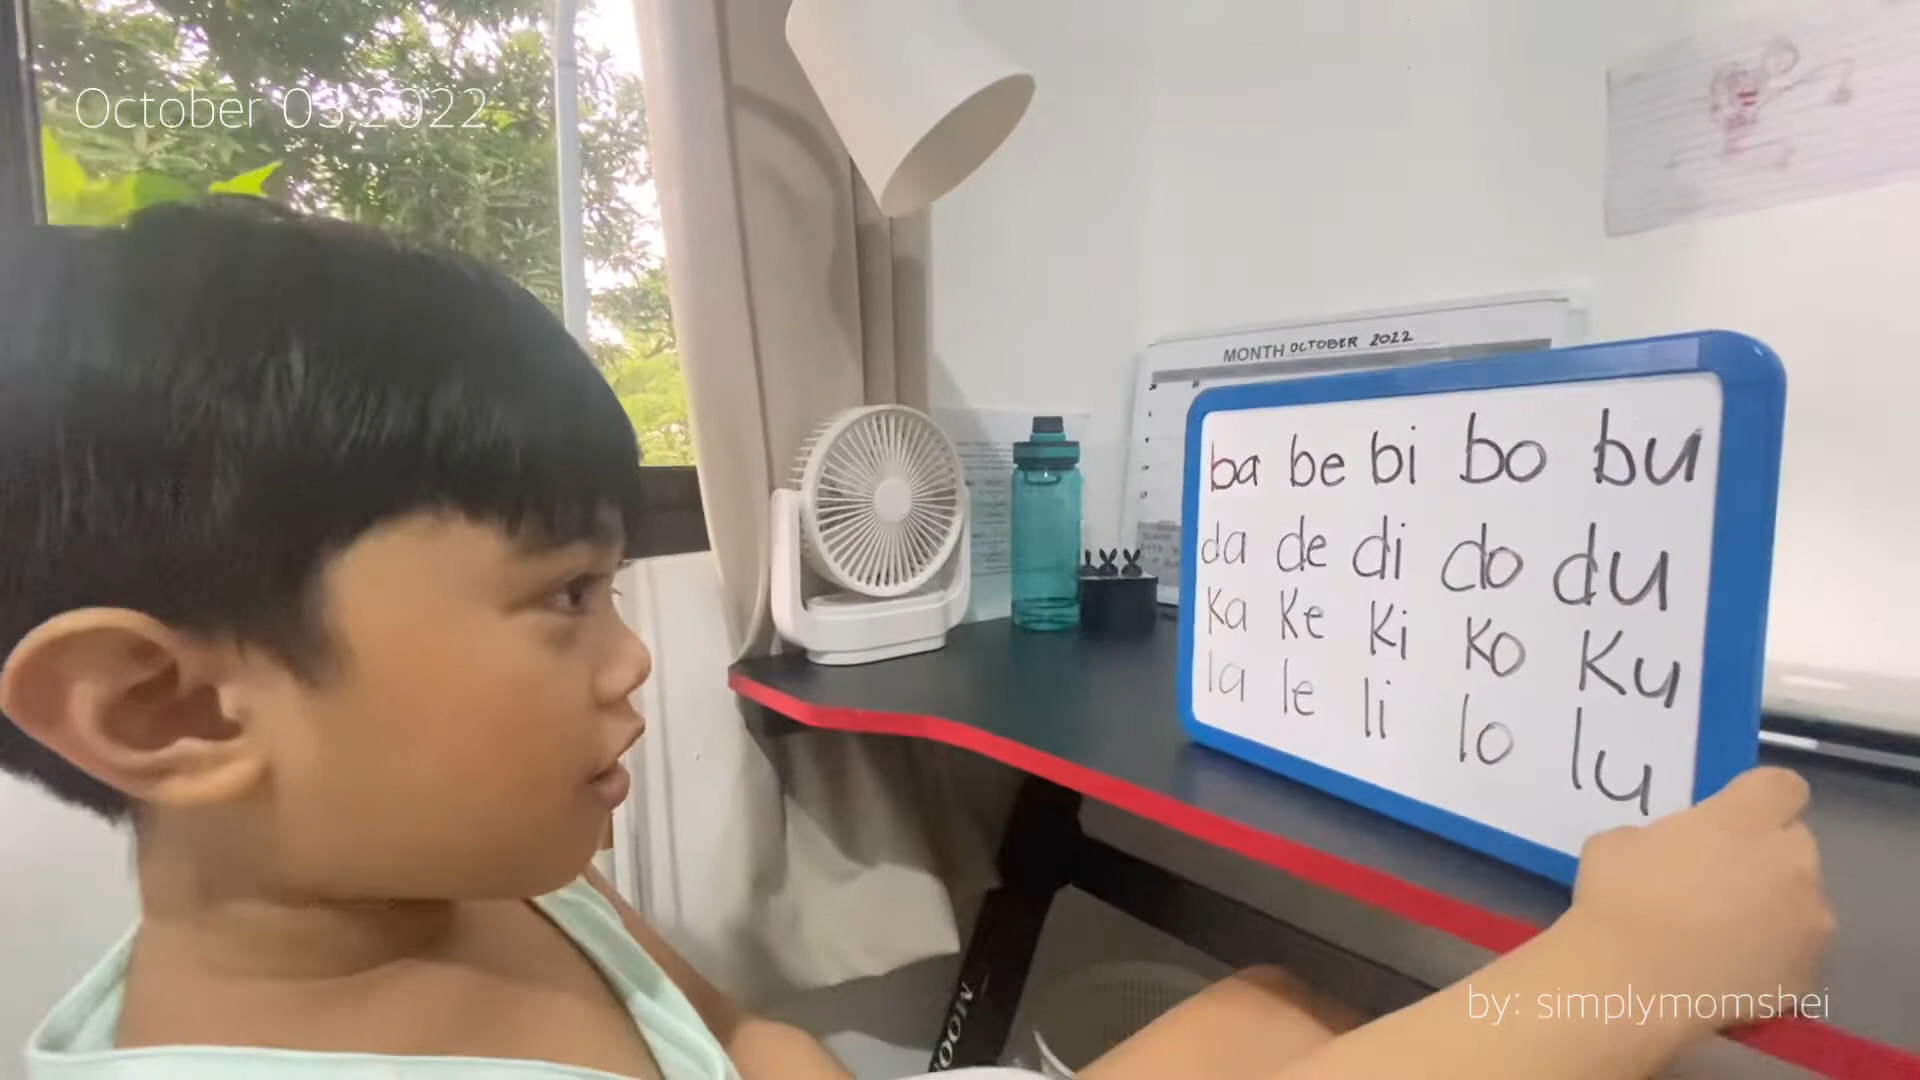 October 03,2022
MONTH OCTOBER 2022
ba be bi bo bu
da de di do du
Ka Ke Ki Ko Ku
la le li lo lu
by: simplymomshei